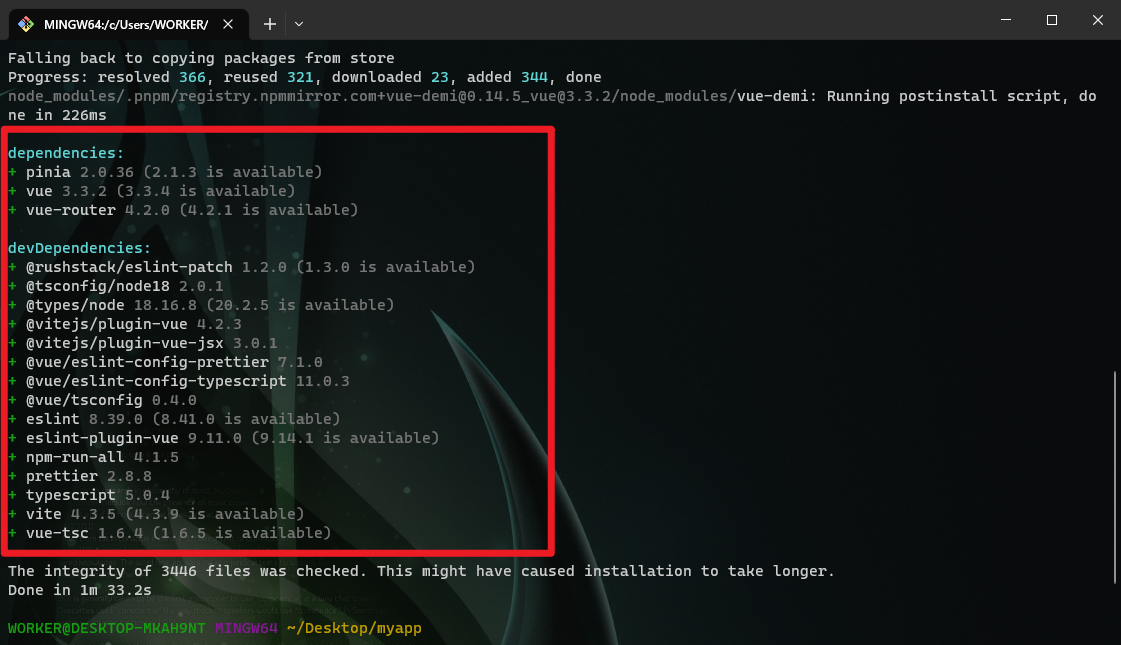 MINGW64:/c/Users/WORKER/
Falling back to copying packages from store
Progress: resolved 366, reused 321, downloaded 23, added 344, done
node_modules/.pnpm/registry.npmmirror.com+vue-demi@0.14.5_vue@3.3.2/node_modules/vue-demi: Running postinstall script, do
ne in 226ms
dependencies:
+ pinia 2.0.36 (2.1.3 is available)
+ vue 3.3.2 (3.3.4 is available)
+ vue-router 4.2.0 (4.2.1 is available)
devDependencies:
+ @rushstack/eslint-patch 1.2.0 (1.3.0 is available)
+ @tsconfig/node18 2.0.1
+ @types/node 18.16.8 (20.2.5 is available)
+ @vitejs/plugin-vue 4.2.3
+ @vitejs/plugin-vue-jsx 3.0.1
+ @vue/eslint-config-prettier 7.1.0
+ @vue/eslint-config-typescript 11.0.3
+ @vue/tsconfig 0.4.0
+ eslint 8.39.0 (8.41.0 is available)
+ eslint-plugin-vue 9.11.0 (9.14.1 is available)
+ npm-run-all 4.1.5
+ prettier 2.8.8
+ typescript 5.0.4
+ vite 4.3.5 (4.3.9 is available)
+ vue-tsc 1.6.4 (1.6.5 is available)
The integrity of 3446 files was checked. This might have caused installation to take longer.
Done in 1m 33.2s
WORKER@DESKTOP-MKAH9NT MINGW64 ~/Desktop/myapp